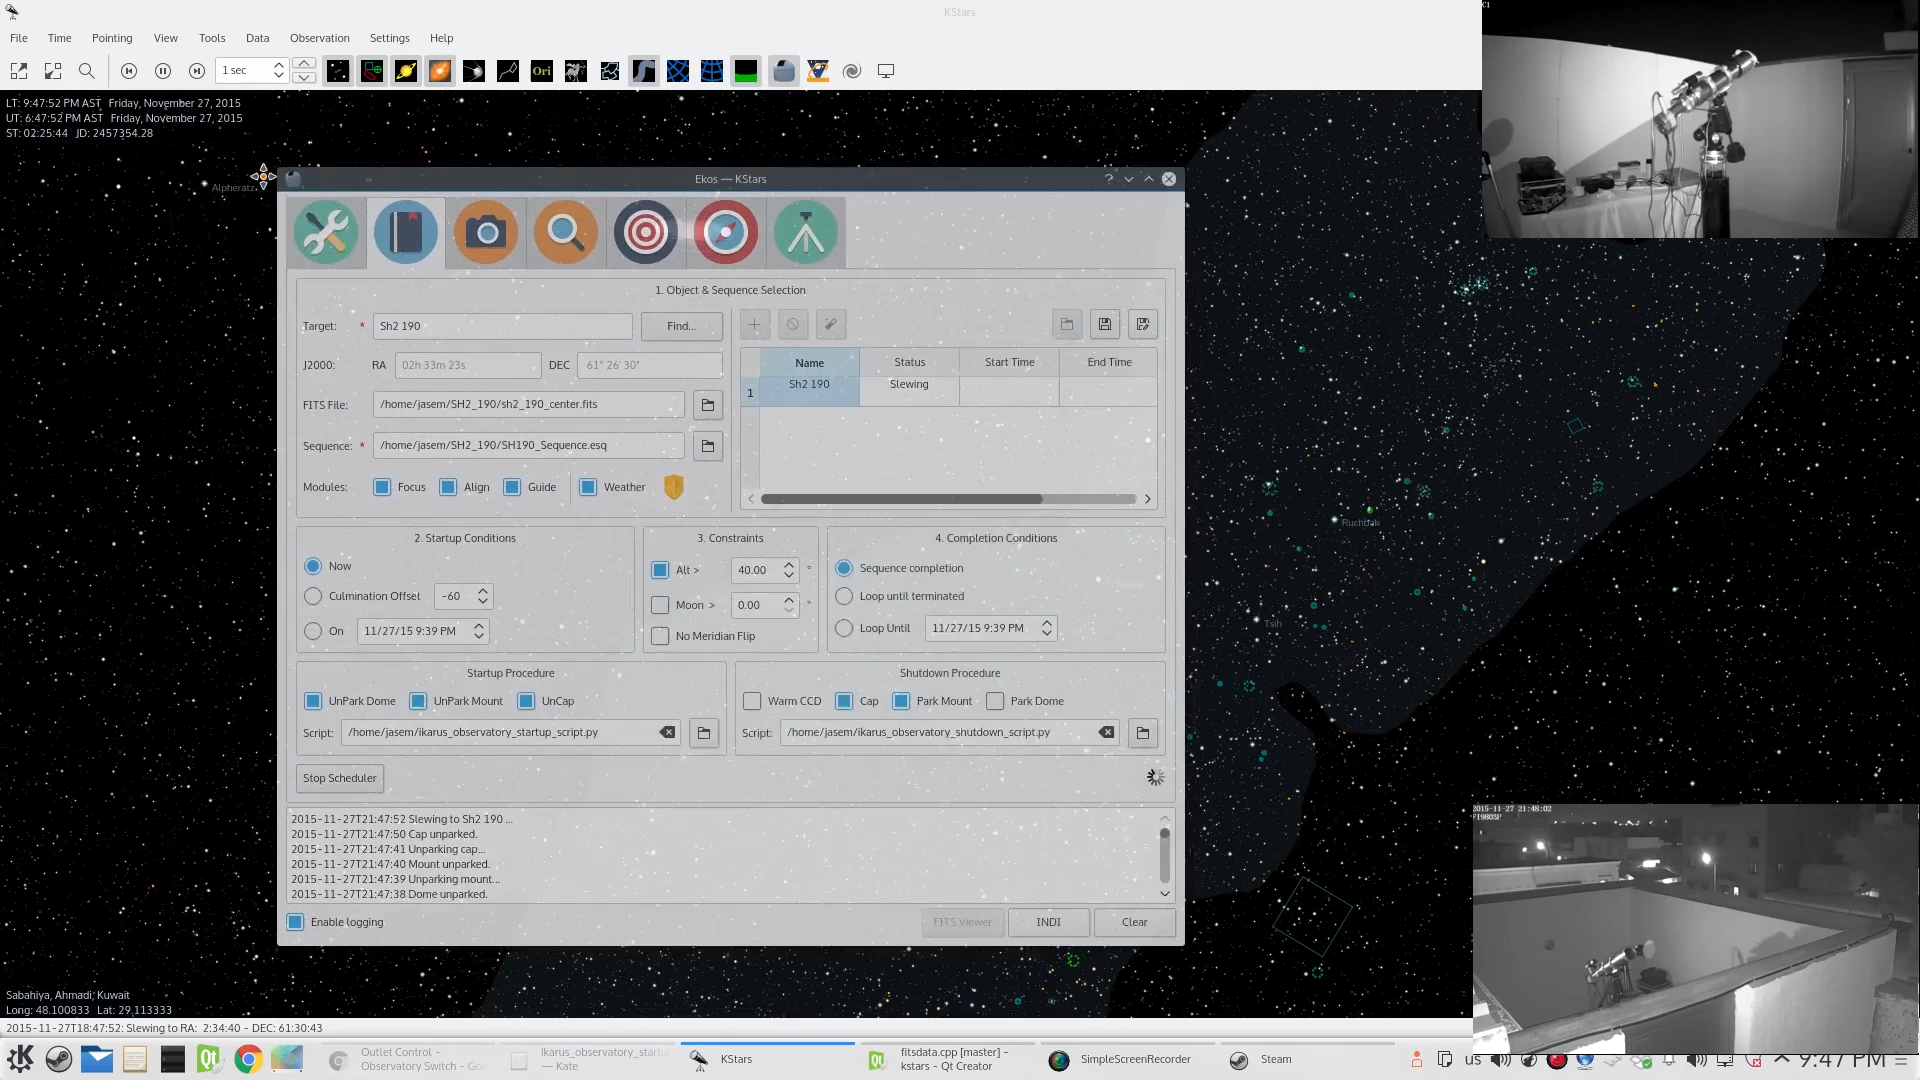 KStars
C1
File Time Pointing View Tools Data Observation Settings Help
1 sec
Ori
LT: 9:47:52 PM AST Friday, November 27, 2015
UT: 6:47:52 PM AST Friday, November 27, 2015
ST: 02:25:44 JD: 2457354.28
Alpheratz
Ekos — KStars
1. Object & Sequence Selection
Target: * Sh2 190 Find...
J2000: RA 02h 33m 23s DEC 61° 26' 30"
FITS File: /home/jasem/SH2_190/sh2_190_center.fits
Sequence: * /home/jasem/SH2_190/SH190_Sequence.esq
Modules: Focus Align Guide Weather
Name Status Start Time End Time
1 Sh2 190 Slewing
2. Startup Conditions
Now
Culmination Offset -60
On 11/27/15 9:39 PM
3. Constraints
Alt > 40.00 °
Moon > 0.00 °
No Meridian Flip
4. Completion Conditions
Sequence completion
Loop until terminated
Loop Until 11/27/15 9:39 PM
Startup Procedure
UnPark Dome UnPark Mount UnCap
Script: /home/jasem/ikarus_observatory_startup_script.py
Shutdown Procedure
Warm CCD Cap Park Mount Park Dome
Script: /home/jasem/ikarus_observatory_shutdown_script.py
Stop Scheduler
2015-11-27T21:47:52 Slewing to Sh2 190 ...
2015-11-27T21:47:50 Cap unparked.
2015-11-27T21:47:41 Unparking cap...
2015-11-27T21:47:40 Mount unparked.
2015-11-27T21:47:39 Unparking mount...
2015-11-27T21:47:38 Dome unparked.
Enable logging FITS Viewer INDI Clear
Ruchbah
Tsih
2015-11-27 21:48:02
FI9803P
Sabahiya, Ahmadi, Kuwait
Long: 48.100833 Lat: 29.113333
2015-11-27T18:47:52: Slewing to RA: 2:34:40 - DEC: 61:30:43
Outlet Control -
Observatory Switch - Goo
ikarus_observatory_startu
— Kate
KStars
fitsdata.cpp [master] -
kstars - Qt Creator
SimpleScreenRecorder
Steam
us
9:47 PM